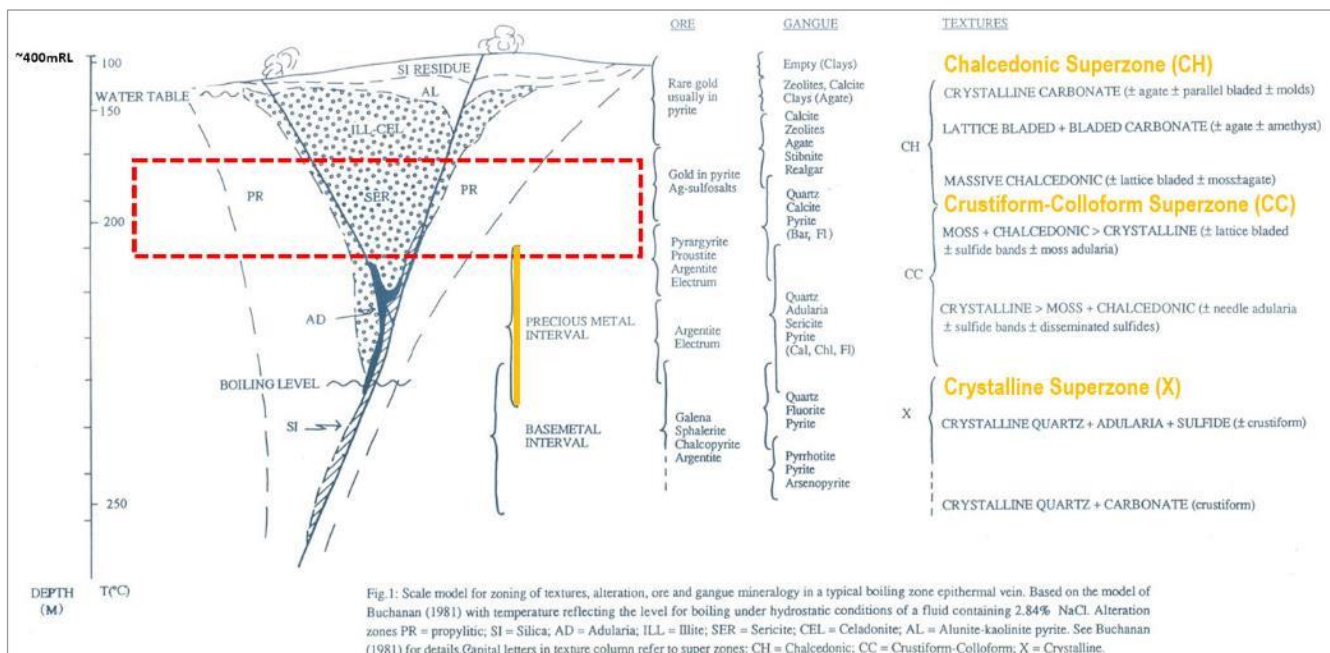 ORE
GANGUE
TEXTURES
~400mRL
100
WATER TABLE
150
200
250
DEPTH
(M)
T(°C)
SI RESIDUE
AL
ILL-CEL
PR
SER
PR
AD
BOILING LEVEL
SI
PRECIOUS METAL
INTERVAL
BASEMETAL
INTERVAL
Rare gold
usually in
pyrite
Gold in pyrite
Ag-sulfosalts
Pyrargyrite
Proustite
Argentite
Electrum
Argentite
Electrum
Galena
Sphalerite
Chalcopyrite
Argentite
Empty (Clays)
Zeolites, Calcite
Clays (Agate)
Calcite
Zeolites
Agate
Stibnite
Realgar
Quartz
Calcite
Pyrite
(Bar, Fl)
Quartz
Adularia
Sericite
Pyrite
(Cal, Chl, Fl)
Quartz
Fluorite
Pyrite
Pyrrhotite
Pyrite
Arsenopyrite
Chalcedonic Superzone (CH)
CRYSTALLINE CARBONATE (± agate ± parallel bladed ± molds)
LATTICE BLADED + BLADED CARBONATE (± agate ± amethyst)
CH
MASSIVE CHALCEDONIC (± lattice bladed ± moss±agate)
Crustiform-Colloform Superzone (CC)
MOSS + CHALCEDONIC > CRYSTALLINE (± lattice bladed
± sulfide bands ± moss adularia)
CC
CRYSTALLINE > MOSS + CHALCEDONIC (± needle adularia
± sulfide bands ± disseminated sulfides)
Crystalline Superzone (X)
X
CRYSTALLINE QUARTZ + ADULARIA + SULFIDE (± crustiform)
CRYSTALLINE QUARTZ + CARBONATE (crustiform)
Fig.1: Scale model for zoning of textures, alteration, ore and gangue mineralogy in a typical boiling zone epithermal vein. Based on the model of
Buchanan (1981) with temperature reflecting the level for boiling under hydrostatic conditions of a fluid containing 2.84% NaCl. Alteration
zones PR = propylitic; SI = Silica; AD = Adularia; ILL = Illite; SER = Sericite; CEL = Celadonite; AL = Alunite-kaolinite pyrite. See Buchanan
(1981) for details Capital letters in texture column refer to super zones: CH = Chalcedonic; CC = Crustiform-Colloform; X = Crystalline.